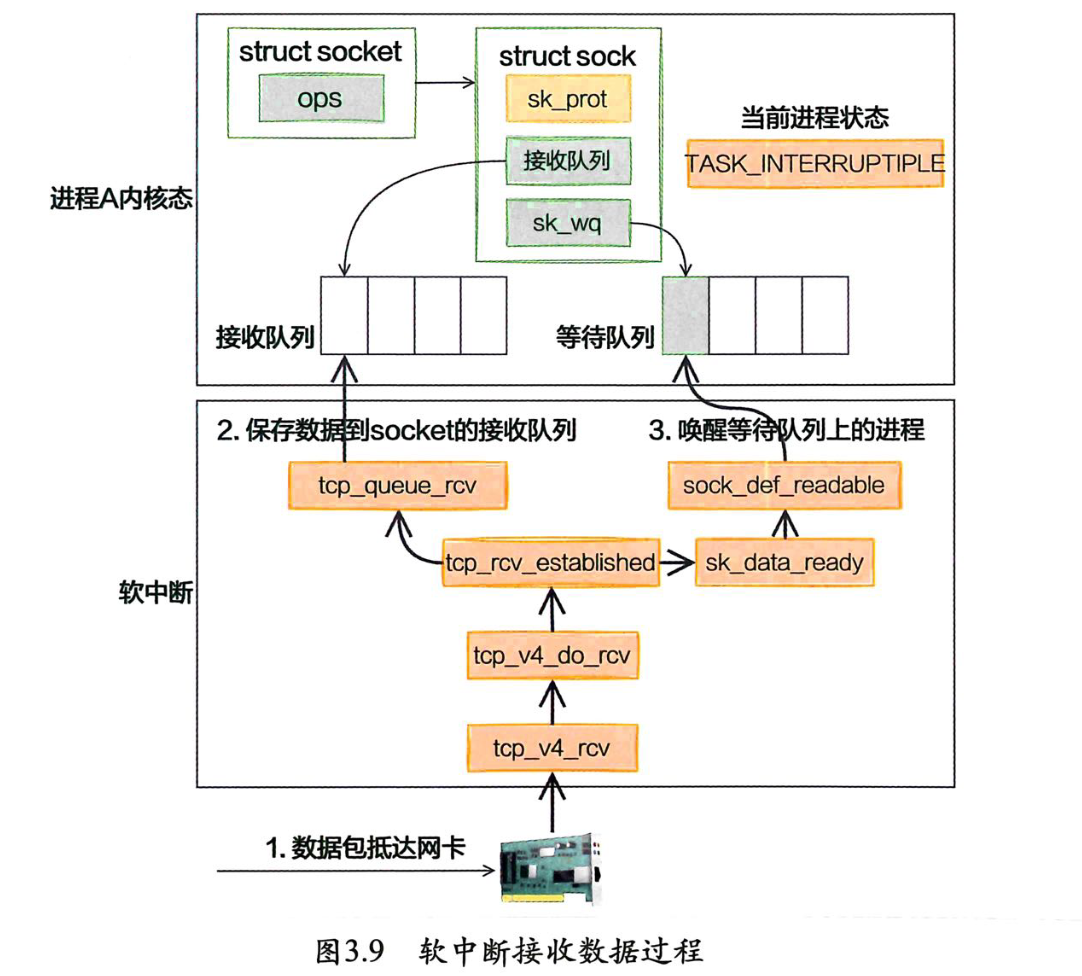 struct socket
ops
struct sock
sk_prot
接收队列
sk_wq
当前进程状态
TASK_INTERRUPTIPLE
进程A内核态
接收队列
等待队列
2. 保存数据到socket的接收队列
3. 唤醒等待队列上的进程
tcp_queue_rcv
sock_def_readable
tcp_rcv_established
sk_data_ready
软中断
tcp_v4_do_rcv
tcp_v4_rcv
1. 数据包抵达网卡
图3.9 软中断接收数据过程